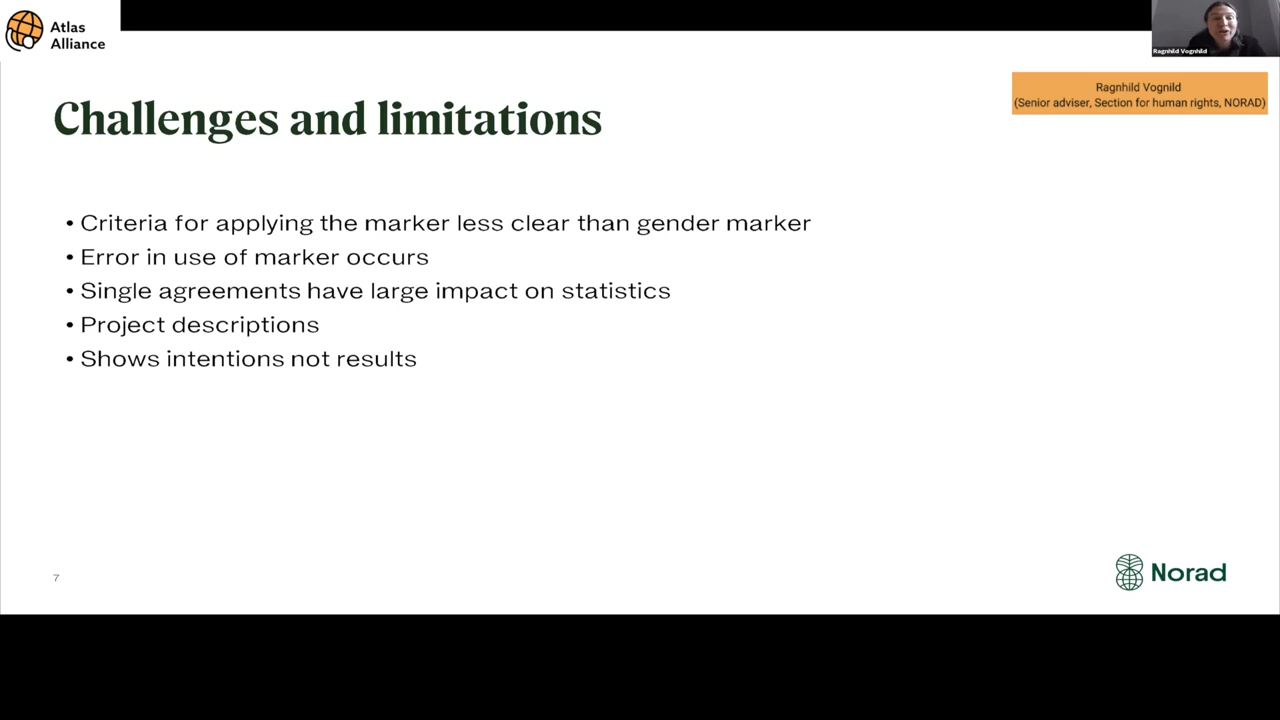 Atlas
Alliance
Ragnhild Vognild
Ragnhild Vognild
(Senior adviser, Section for human rights, NORAD)
Challenges and limitations
• Criteria for applying the marker less clear than gender marker
• Error in use of marker occurs
• Single agreements have large impact on statistics
• Project descriptions
• Shows intentions not results
7
Norad